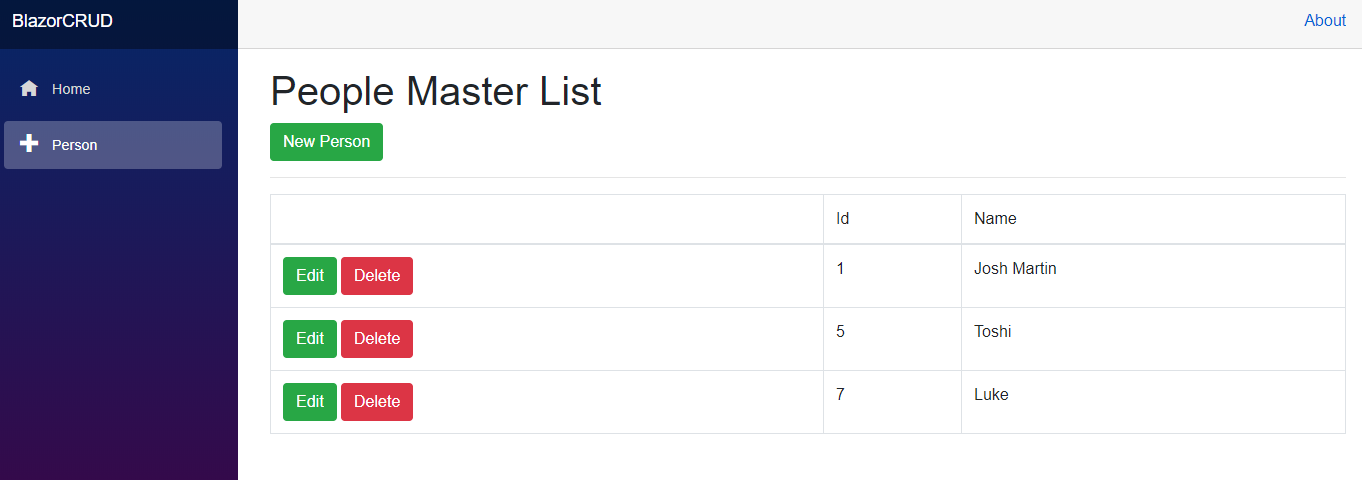 BlazorCRUD
About
Home
Person
People Master List
New Person
Id Name
Edit Delete 1 Josh Martin
Edit Delete 5 Toshi
Edit Delete 7 Luke